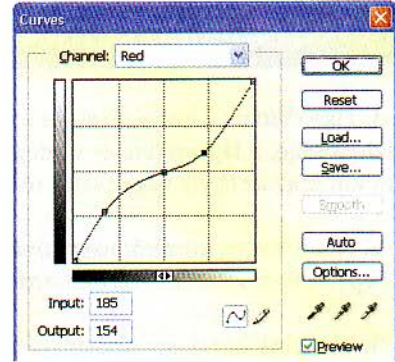 Curves
Channel: Red
OK
Reset
Load...
Save...
Smooth
Auto
Options...
Input: 185
Output: 154
Preview